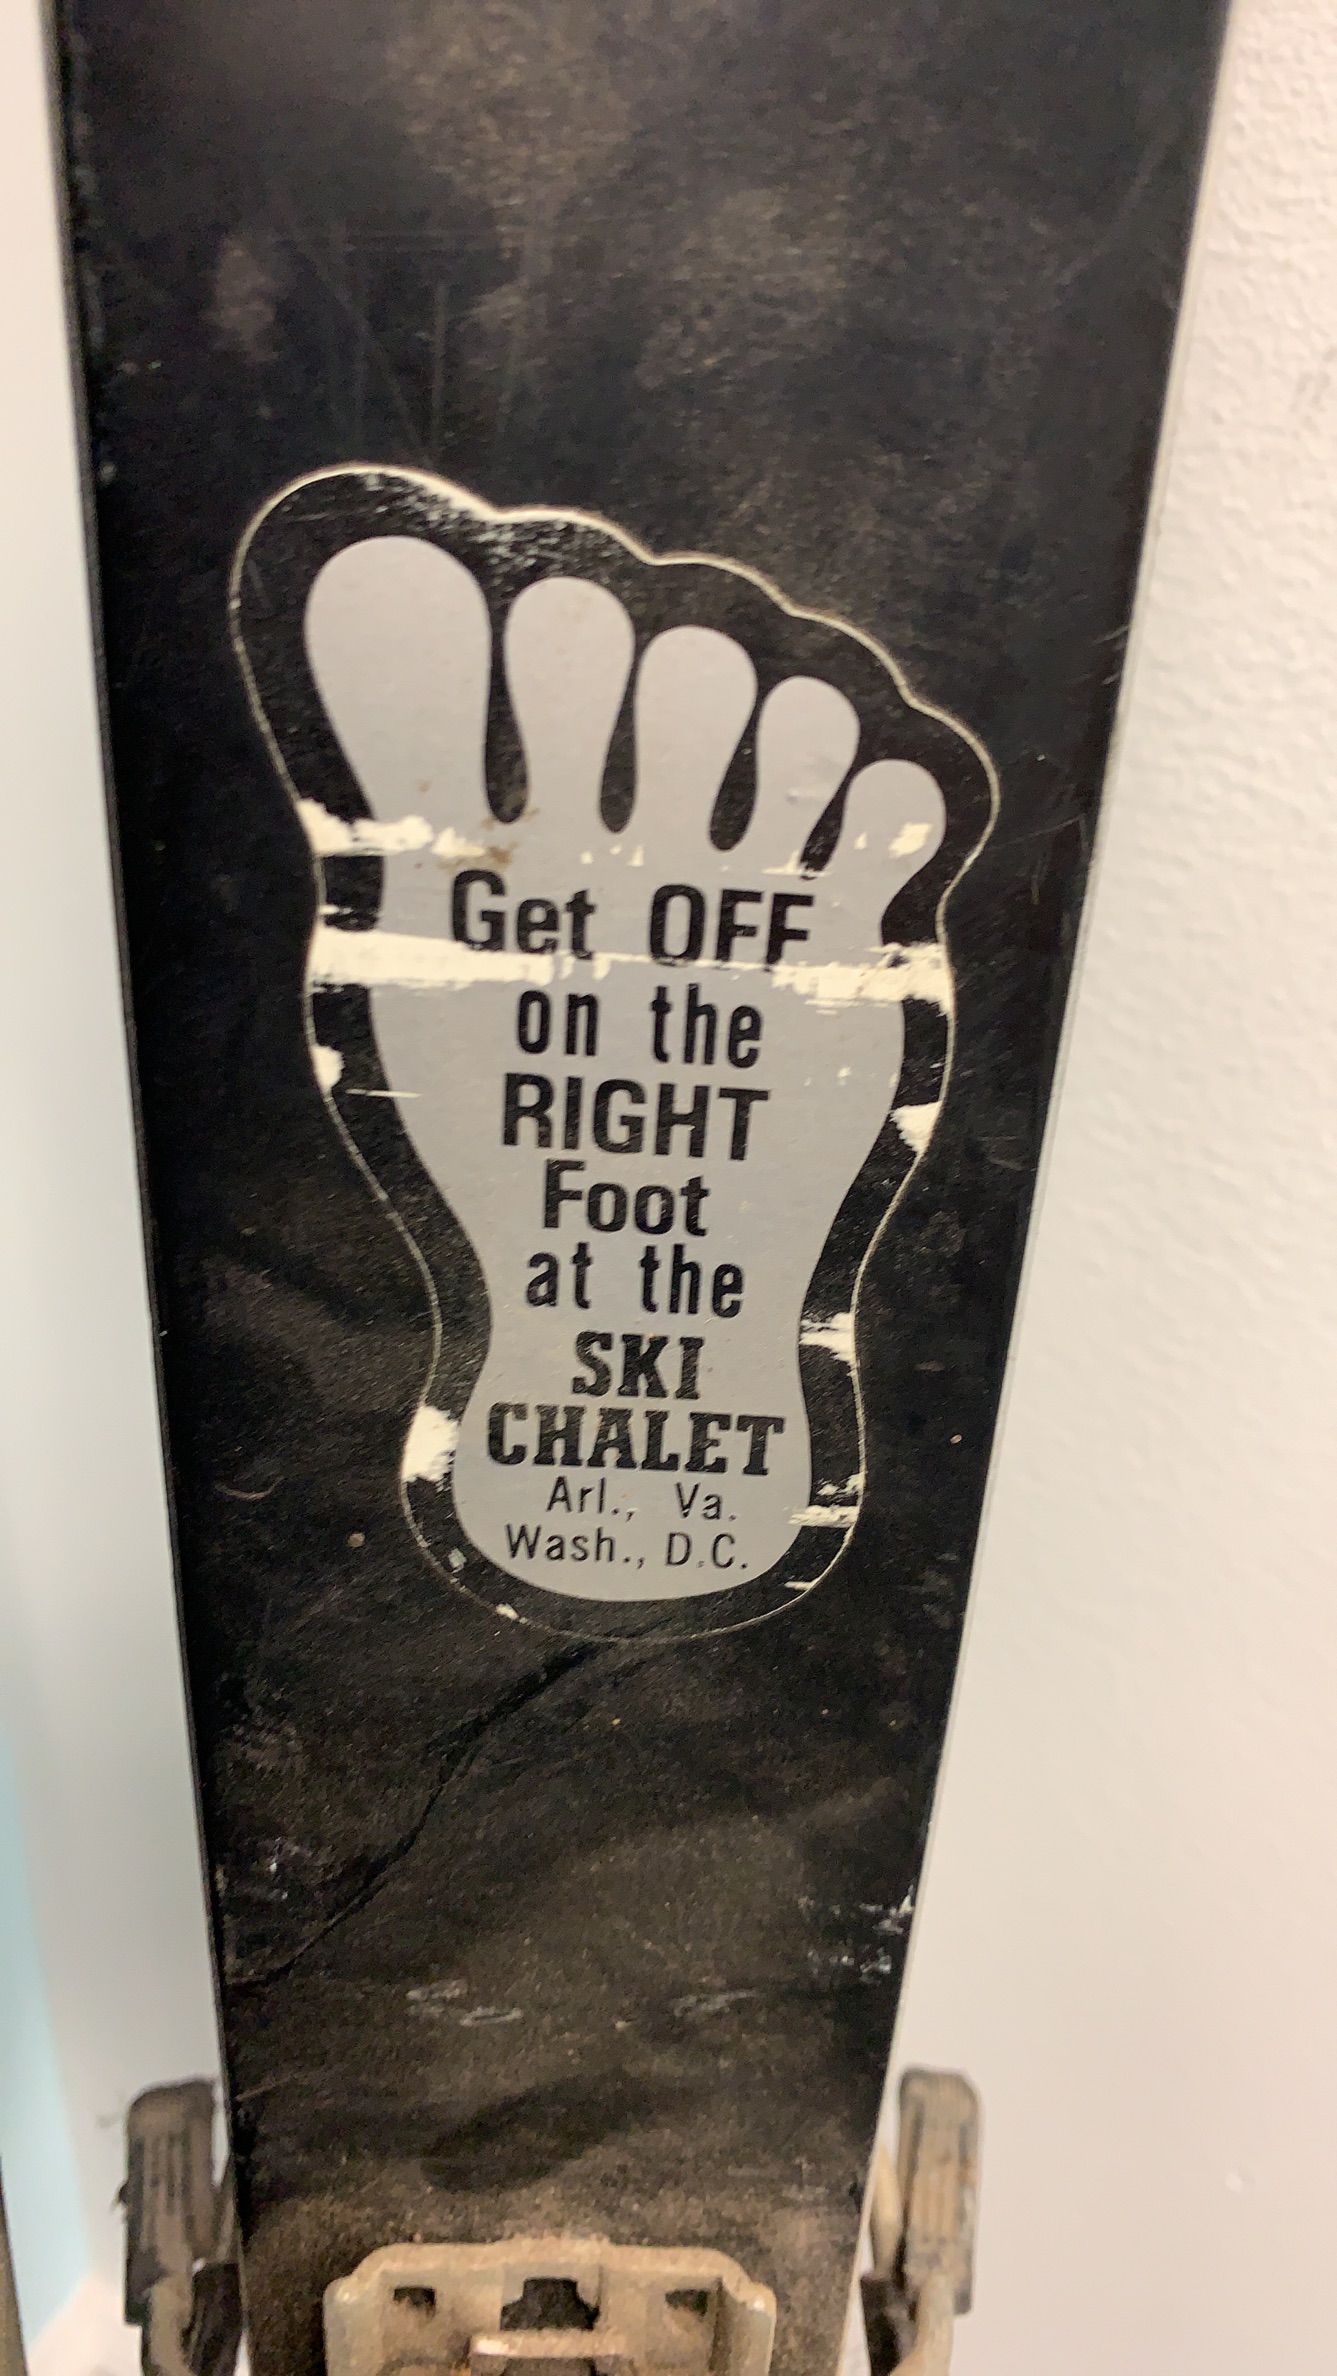 Get OFF
on the
RIGHT
Foot
at the
SKI
CHALET
Arl., Va.
Wash., D.C.